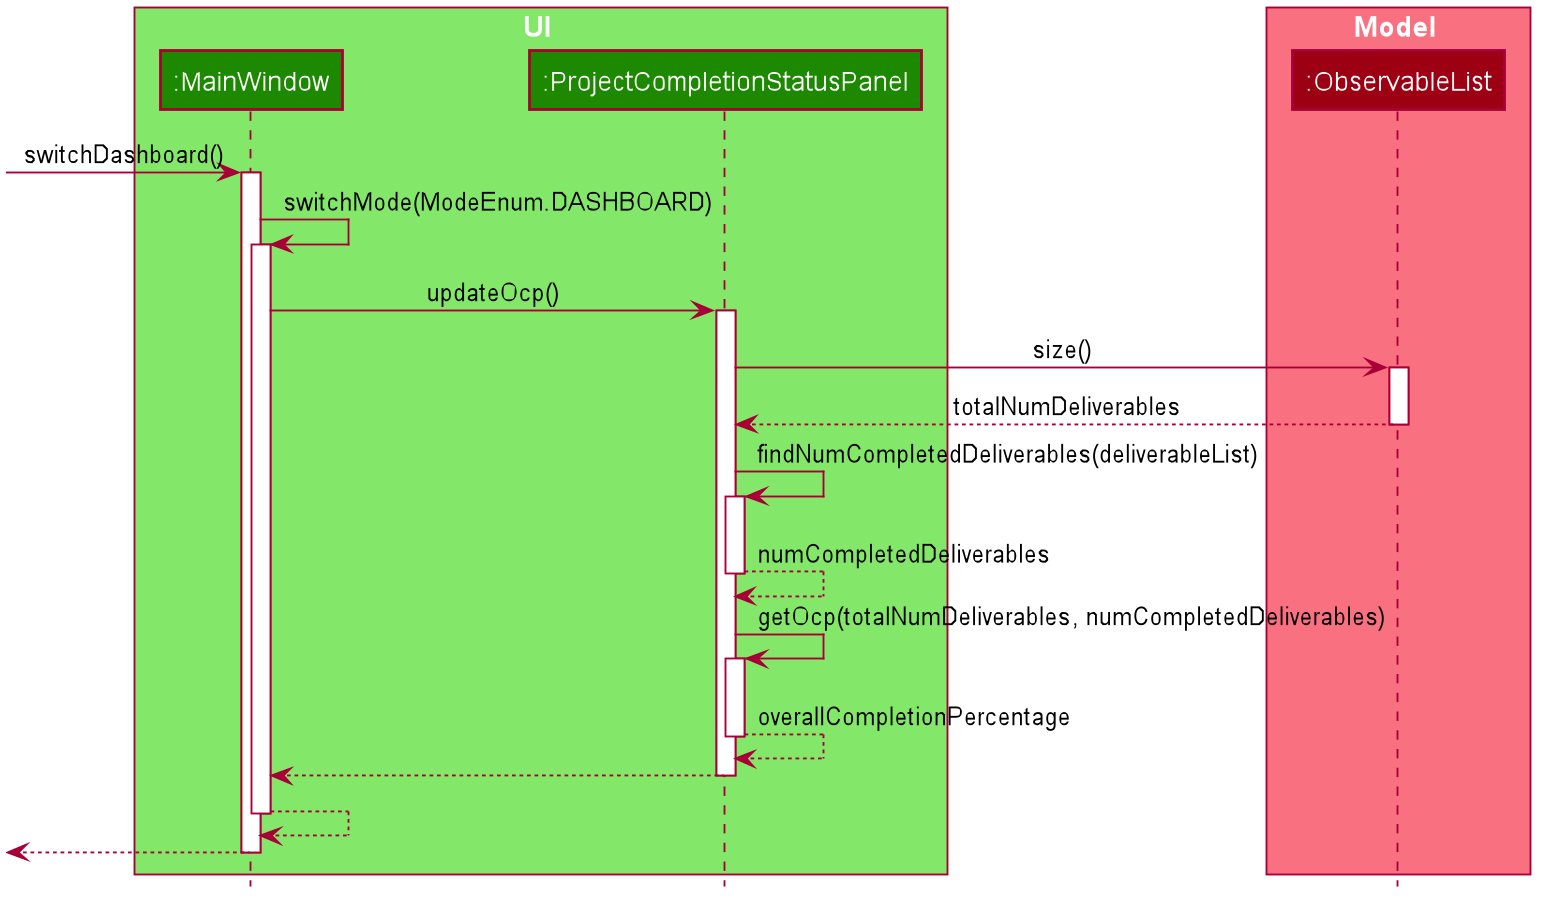 UI
Model
:MainWindow
:ProjectCompletionStatusPanel
:ObservableList
switchDashboard()
switchMode(ModeEnum.DASHBOARD)
updateOcp()
size()
totalNumDeliverables
findNumCompletedDeliverables(deliverableList)
numCompletedDeliverables
getOcp(totalNumDeliverables, numCompletedDeliverables)
overallCompletionPercentage